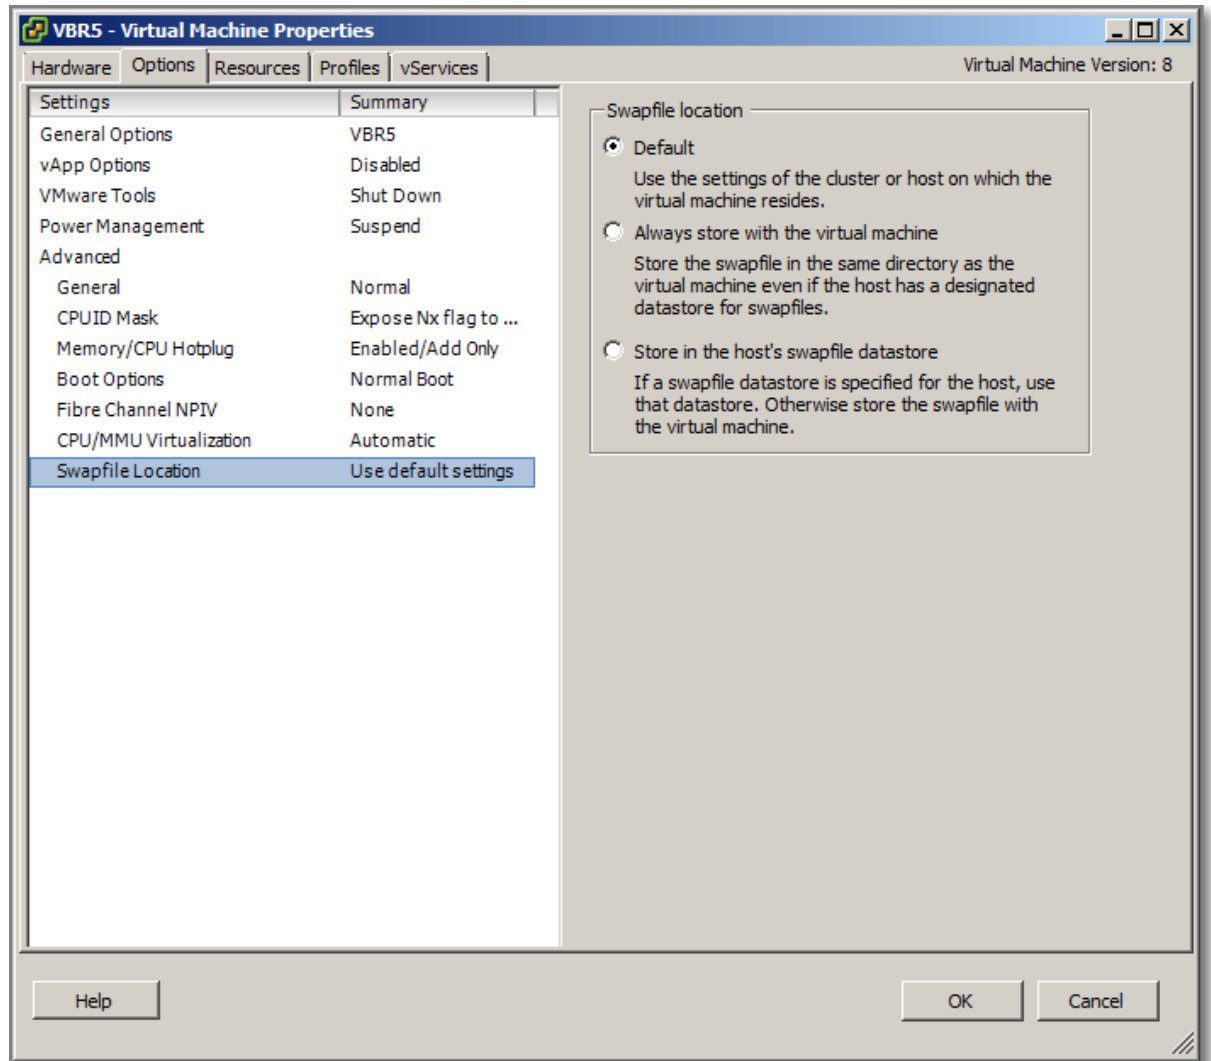 VBR5 - Virtual Machine Properties
Hardware Options Resources Profiles vServices Virtual Machine Version: 8
Settings Summary
General Options VBR5
vApp Options Disabled
VMware Tools Shut Down
Power Management Suspend
Advanced
General Normal
CPUID Mask Expose Nx flag to ...
Memory/CPU Hotplug Enabled/Add Only
Boot Options Normal Boot
Fibre Channel NPIV None
CPU/MMU Virtualization Automatic
Swapfile Location Use default settings
Swapfile location
Default
Use the settings of the cluster or host on which the
virtual machine resides.
Always store with the virtual machine
Store the swapfile in the same directory as the
virtual machine even if the host has a designated
datastore for swapfiles.
Store in the host's swapfile datastore
If a swapfile datastore is specified for the host, use
that datastore. Otherwise store the swapfile with
the virtual machine.
Help OK Cancel